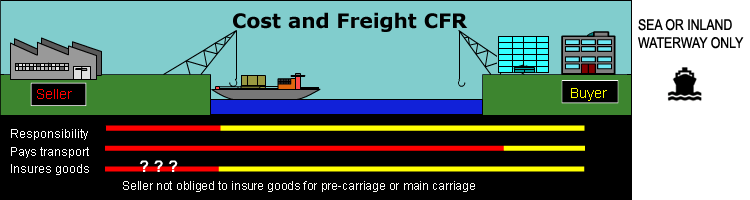 Cost and Freight CFR
SEA OR INLAND
WATERWAY ONLY
Seller
Buyer
Responsibility
Pays transport
Insures goods
? ? ?
Seller not obliged to insure goods for pre-carriage or main carriage